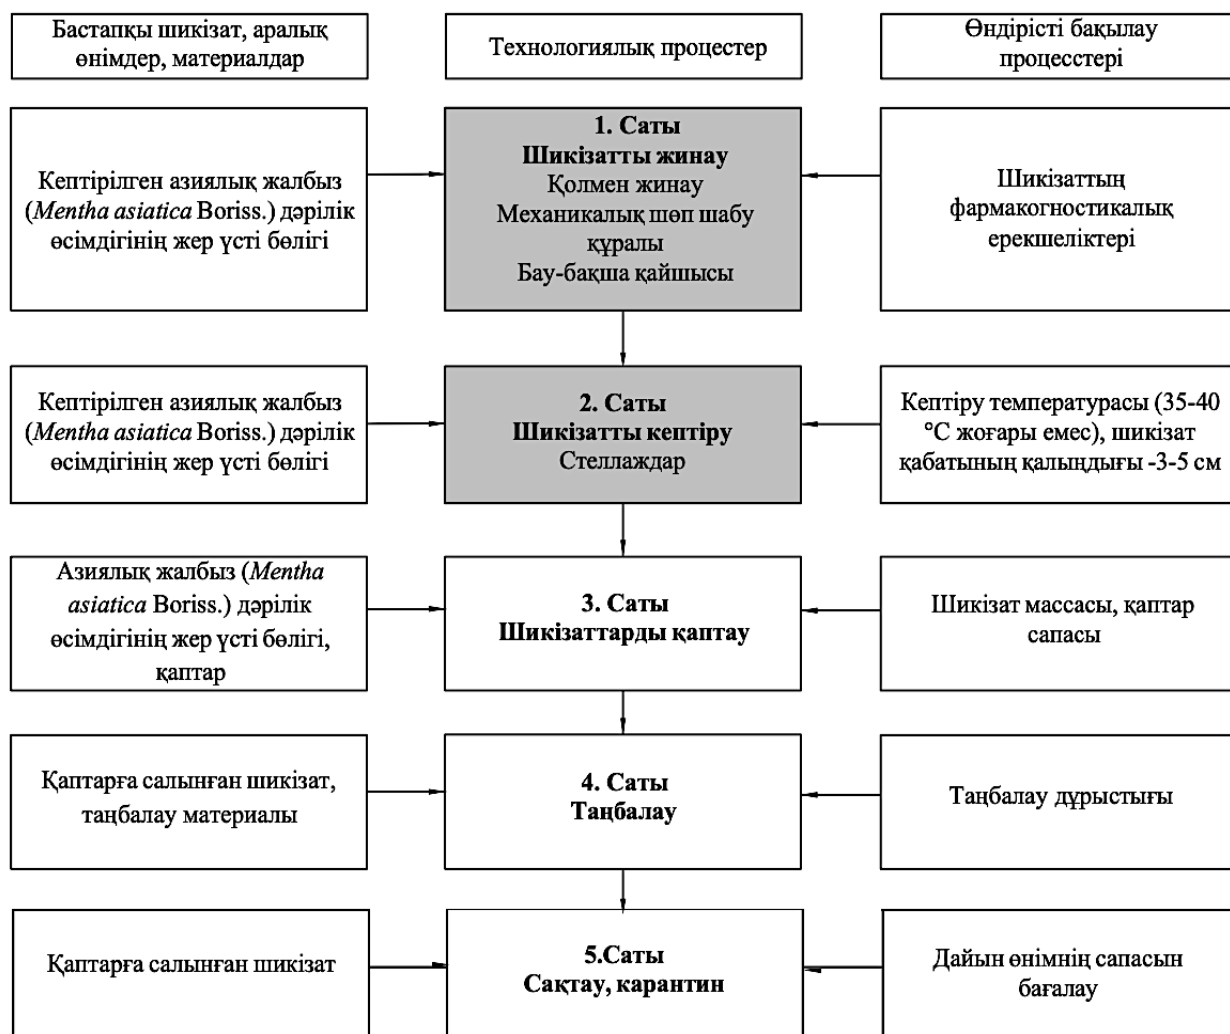 Бастапқы шикізат, аралық
өнімдер, материалдар
Технологиялық процестер
Өндірісті бақылау
процесстері
Кептірілген азиялық жалбыз
(Mentha asiatica Boriss.) дәрілік
өсімдігінің жер үсті бөлігі
1. Саты
Шикізатты жинау
Қолмен жинау
Механикалық шөп шабу
құралы
Бау-бақша қайшысы
Шикізаттың
фармакогностикалық
ерекшеліктері
Кептірілген азиялық жалбыз
(Mentha asiatica Boriss.) дәрілік
өсімдігінің жер үсті бөлігі
2. Саты
Шикізатты кептіру
Стеллаждар
Кептіру температурасы (35-40
°С жоғары емес), шикізат
қабатының қалыңдығы -3-5 см
Азиялық жалбыз (Mentha
asiatica Boriss.) дәрілік
өсімдігінің жер үсті бөлігі,
қаптар
3. Саты
Шикізаттарды қаптау
Шикізат массасы, қаптар
сапасы
Қаптарға салынған шикізат,
таңбалау материалы
4. Саты
Таңбалау
Таңбалау дұрыстығы
Қаптарға салынған шикізат
5.Саты
Сақтау, карантин
Дайын өнімнің сапасын
бағалау